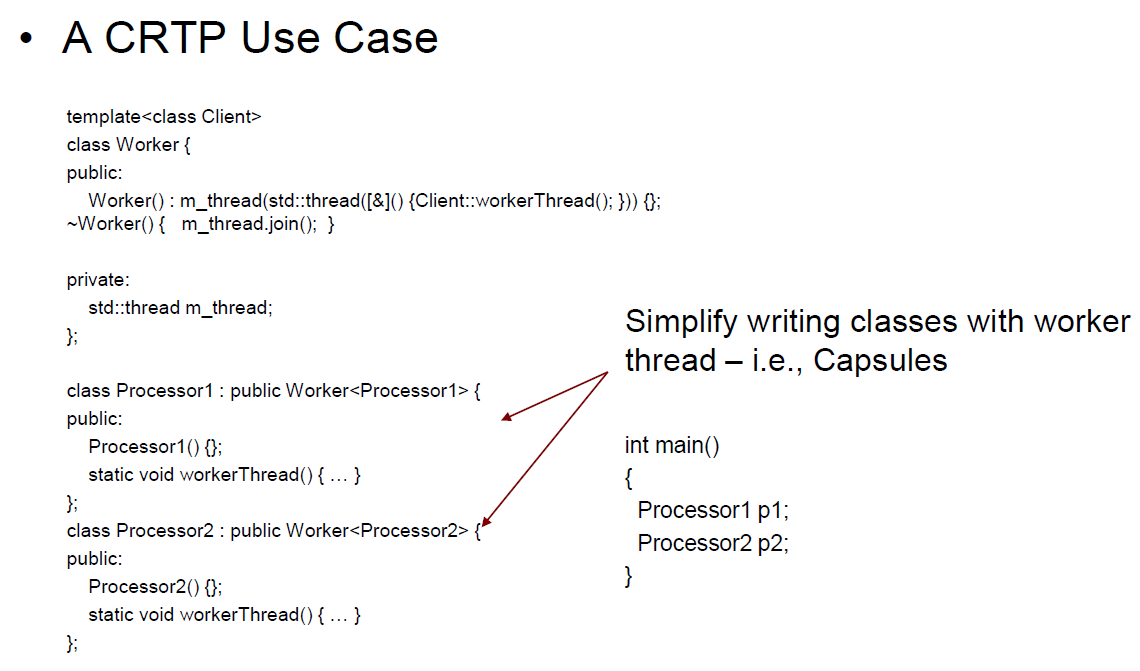 • A CRTP Use Case
template<class Client>
class Worker {
public:
Worker() : m_thread(std::thread([&]() {Client::workerThread(); })) {};
~Worker() { m_thread.join(); }
private:
std::thread m_thread;
};
class Processor1 : public Worker<Processor1> {
public:
Processor1() {};
static void workerThread() { … }
};
class Processor2 : public Worker<Processor2> {
public:
Processor2() {};
static void workerThread() { … }
};
Simplify writing classes with worker
thread – i.e., Capsules
int main()
{
Processor1 p1;
Processor2 p2;
}